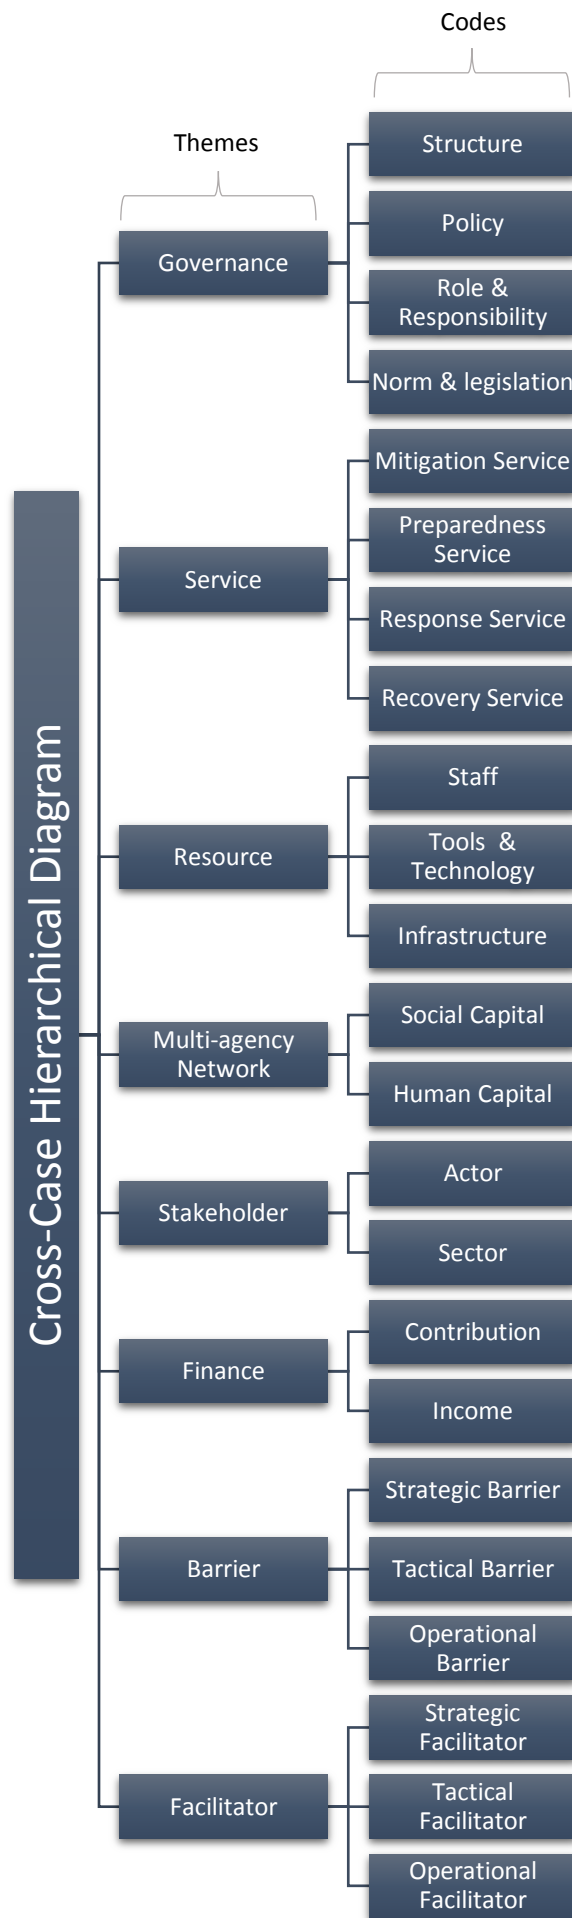 Codes
Themes
Structure
Policy
Governance
Role &
Responsibility
Norm & legislation
Mitigation Service
Preparedness
Service
Service
Response Service
Recovery Service
Staff
Resource
Tools & 
Technology
Infrastructure
Cross-Case Hierarchical Diagram
Multi-agency
Network
Social Capital
Human Capital
Stakeholder
Actor
Sector
Finance
Contribution
Income
Barrier
Strategic Barrier
Tactical Barrier
Operational
Barrier
Facilitator
Strategic
Facilitator
Tactical
Facilitator
Operational
Facilitator